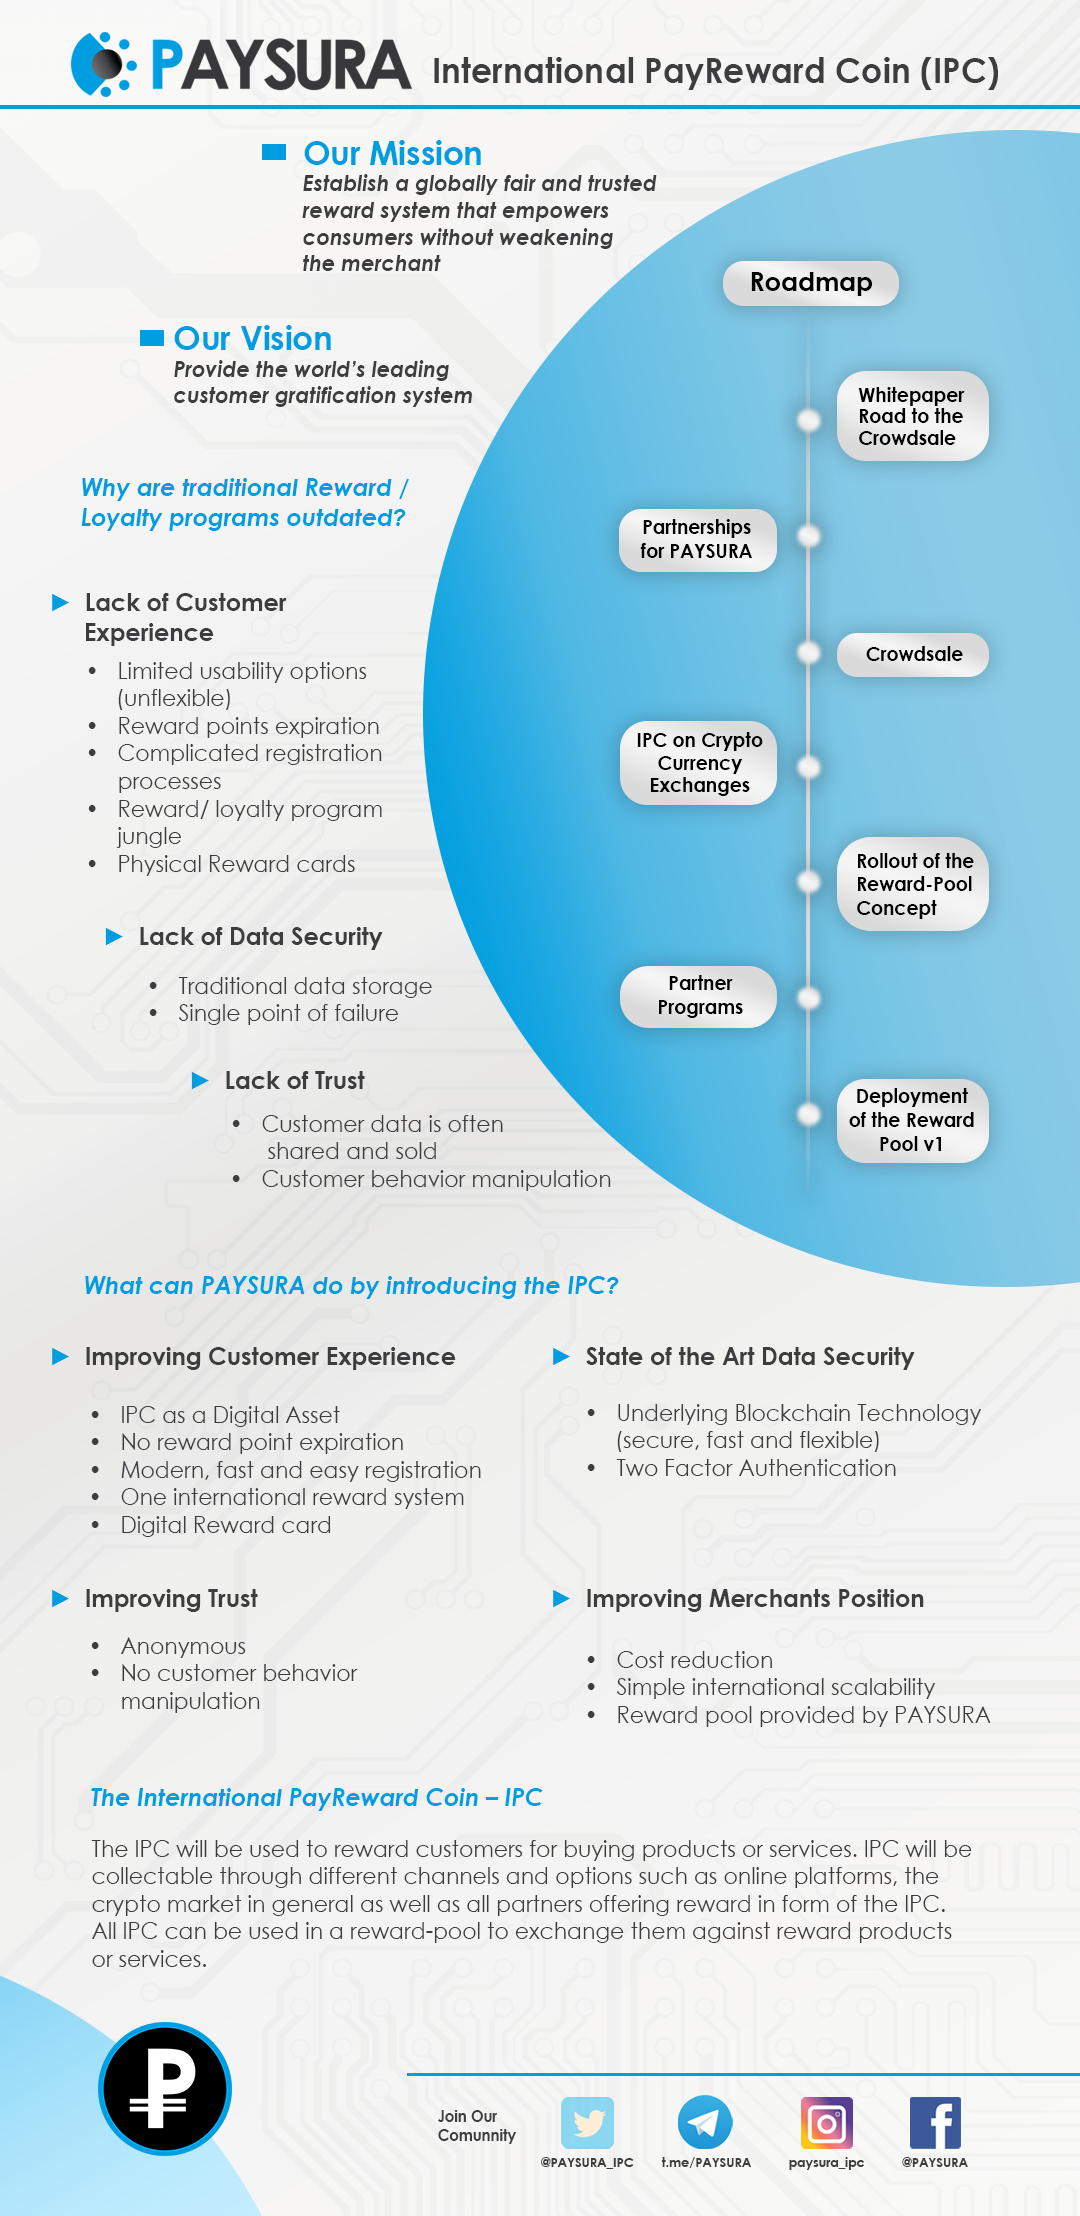 PAYSURA International PayReward Coin (IPC)
Our Mission
Establish a globally fair and trusted
reward system that empowers
consumers without weakening
the merchant
Our Vision
Provide the world's leading
customer gratification system
Why are traditional Reward /
Loyalty programs outdated?
Lack of Customer
Experience
• Limited usability options
(unflexible)
• Reward points expiration
• Complicated registration
processes
• Reward/ loyalty program
jungle
• Physical Reward cards
Lack of Data Security
• Traditional data storage
• Single point of failure
Lack of Trust
• Customer data is often
shared and sold
• Customer behavior manipulation
Roadmap
Whitepaper
Road to the
Crowdsale
Partnerships
for PAYSURA
Crowdsale
IPC on Crypto
Currency
Exchanges
Rollout of the
Reward-Pool
Concept
Partner
Programs
Deployment
of the Reward
Pool v1
What can PAYSURA do by introducing the IPC?
Improving Customer Experience
• IPC as a Digital Asset
• No reward point expiration
• Modern, fast and easy registration
• One international reward system
• Digital Reward card
State of the Art Data Security
• Underlying Blockchain Technology
(secure, fast and flexible)
• Two Factor Authentication
Improving Trust
• Anonymous
• No customer behavior
manipulation
Improving Merchants Position
• Cost reduction
• Simple international scalability
• Reward pool provided by PAYSURA
The International PayReward Coin – IPC
The IPC will be used to reward customers for buying products or services. IPC will be
collectable through different channels and options such as online platforms, the
crypto market in general as well as all partners offering reward in form of the IPC.
All IPC can be used in a reward-pool to exchange them against reward products
or services.
Join Our
Comunnity
@PAYSURA_IPC
t.me/PAYSURA
paysura_ipc
@PAYSURA